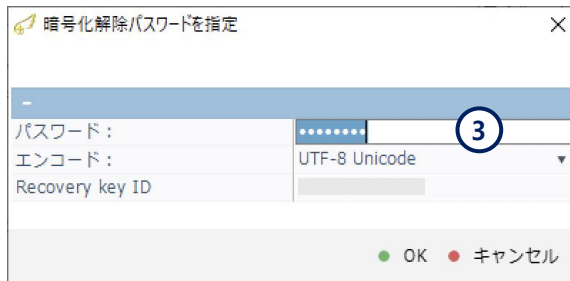 暗号化解除パスワードを指定
-
パスワード： ••••••••
③
エンコード： UTF-8 Unicode
Recovery key ID
OK キャンセル